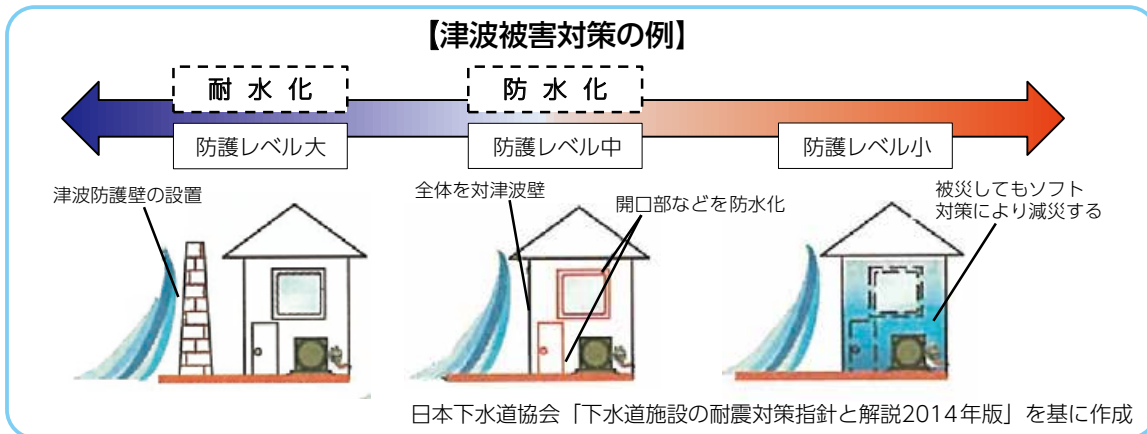 【津波被害対策の例】
耐水化
防水化
防護レベル大
防護レベル中
防護レベル小
津波防護壁の設置
全体を対津波壁
開口部などを防水化
被災してもソフト
対策により減災する
日本下水道協会「下水道施設の耐震対策指針と解説2014年版」を基に作成